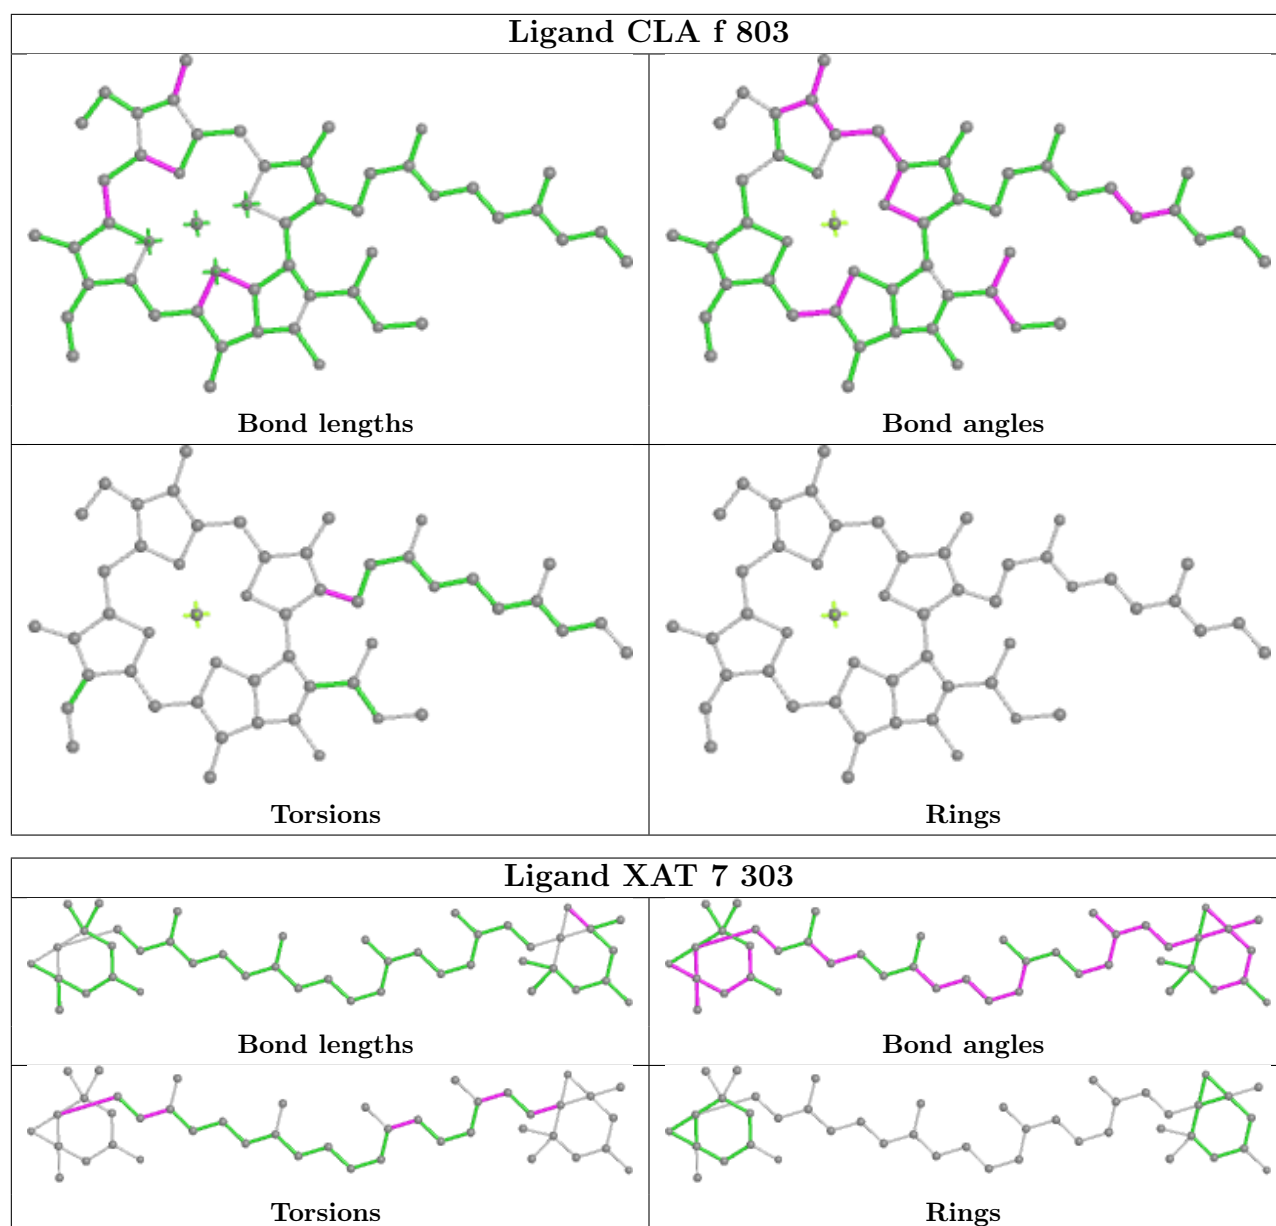 Ligand CLA f 803
Bond lengths
Bond angles
Torsions
Rings
Ligand XAT 7 303
Bond lengths
Bond angles
Torsions
Rings